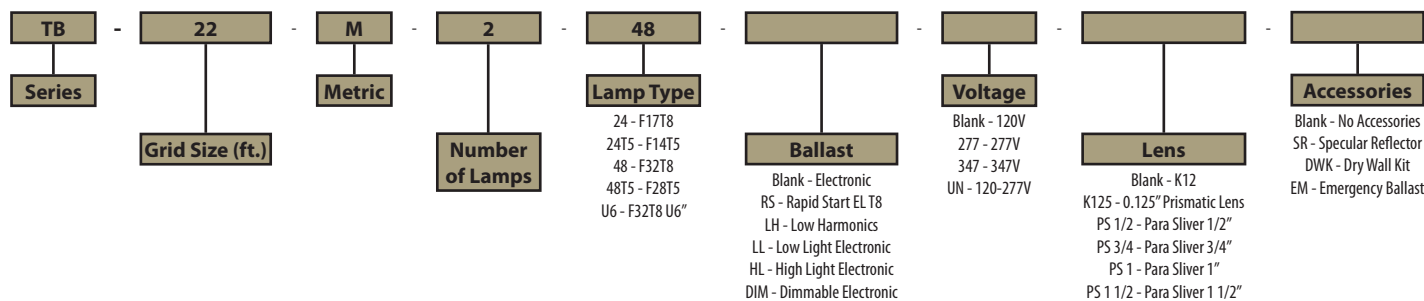 TB - 22 - M - 2 - 48 - - - -
Series
Grid Size (ft.)
Metric
Number
of Lamps
Lamp Type
24 - F17T8
24T5 - F14T5
48 - F32T8
48T5 - F28T5
U6 - F32T8 U6"
Ballast
Blank - Electronic
RS - Rapid Start EL T8
LH - Low Harmonics
LL - Low Light Electronic
HL - High Light Electronic
DIM - Dimmable Electronic
Voltage
Blank - 120V
277 - 277V
347 - 347V
UN - 120-277V
Lens
Blank - K12
K125 - 0.125" Prismatic Lens
PS 1/2 - Para Sliver 1/2"
PS 3/4 - Para Sliver 3/4"
PS 1 - Para Sliver 1"
PS 1 1/2 - Para Sliver 1 1/2"
Accessories
Blank - No Accessories
SR - Specular Reflector
DWK - Dry Wall Kit
EM - Emergency Ballast